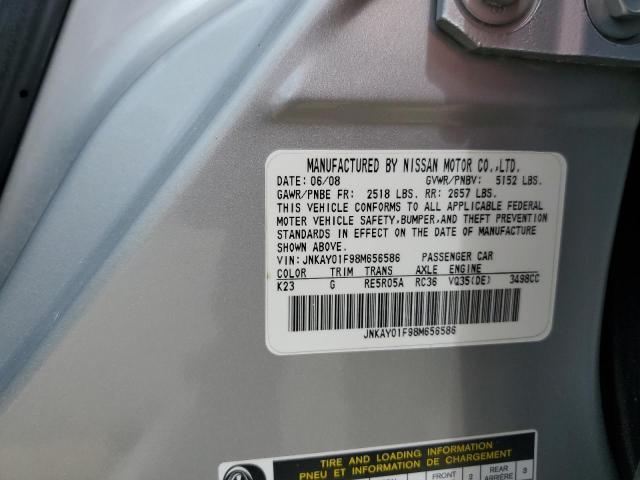 MANUFACTURED BY NISSAN MOTOR CO.,LTD.
DATE: 06/08 GVWR/PNBV: 5152 LBS.
GAWR/PNBE FR: 2518 LBS. RR: 2657 LBS.
THIS VEHICLE CONFORMS TO ALL APPLICABLE FEDERAL
MOTOR VEHICLE SAFETY,BUMPER,AND THEFT PREVENTION
STANDARDS IN EFFECT ON THE DATE OF MANUFACTURE
SHOWN ABOVE.
VIN:JNKAY01F98M656586 PASSENGER CAR
COLOR TRIM TRANS AXLE ENGINE
K23 G RE5R05A RC36 VQ35(DE) 3498CC
JNKAY01F98M656586
TIRE AND LOADING INFORMATION
PNEU ET INFORMATION DE CHARGEMENT
FRONT REAR
ARRIÈRE